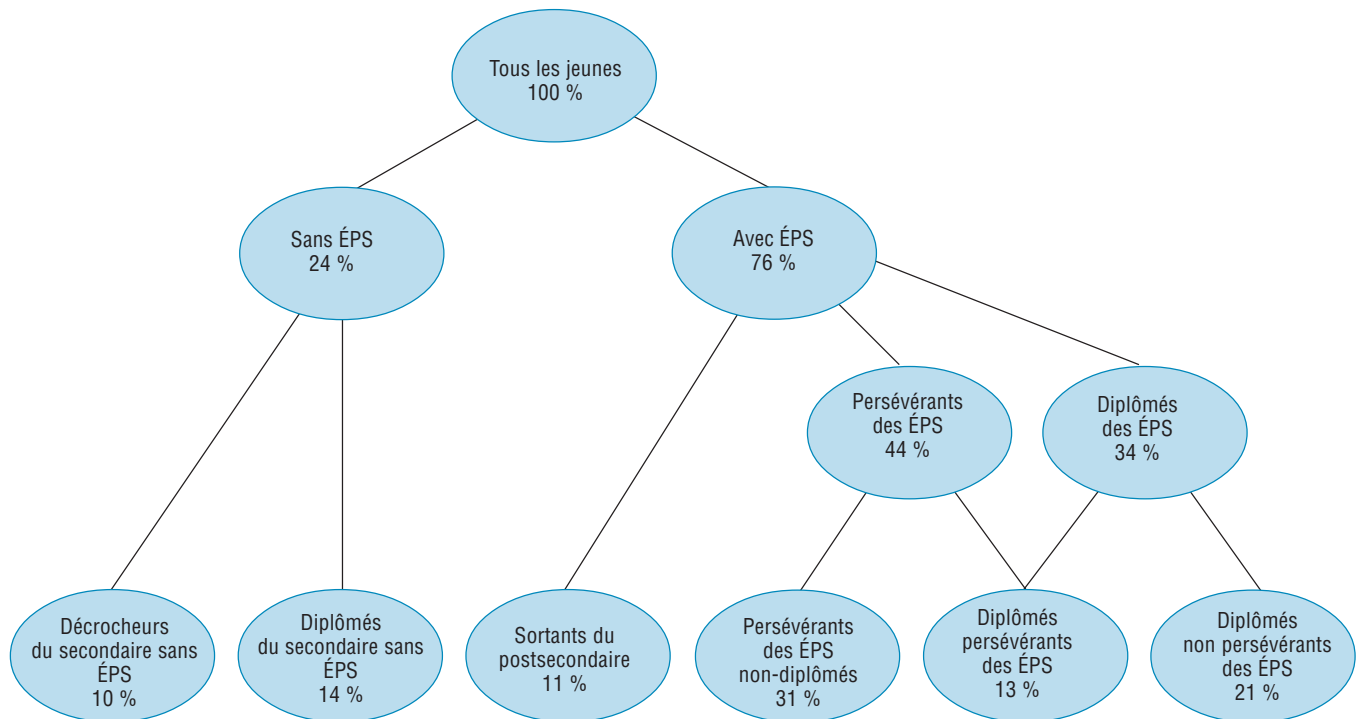 Tous les jeunes
100 %
Sans ÉPS
24 %
Avec ÉPS
76 %
Persévérants
des ÉPS
44 %
Diplômés
des ÉPS
34 %
Décrocheurs
du secondaire sans
ÉPS
10 %
Diplômés
du secondaire sans
ÉPS
14 %
Sortants du
postsecondaire
11 %
Persévérants
des ÉPS
non-diplômés
31 %
Diplômés
persévérants
des ÉPS
13 %
Diplômés
non persévérants
des ÉPS
21 %